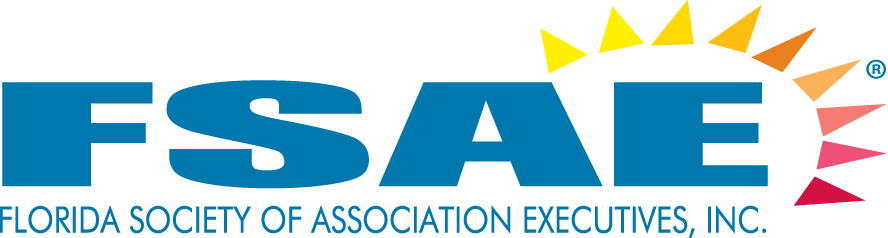 FSAE®
FLORIDA SOCIETY OF ASSOCIATION EXECUTIVES, INC.